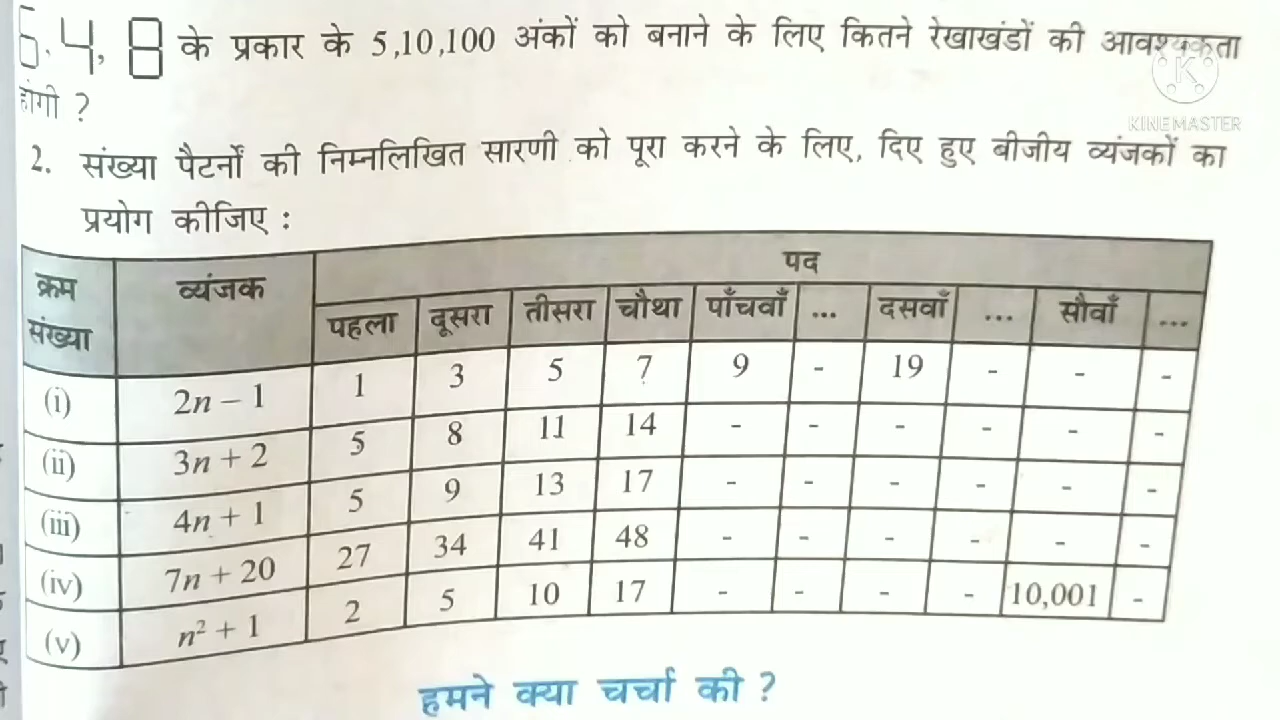 6. 4, 8 के प्रकार के 5,10,100 अंकों को बनाने के लिए कितने रेखाखंडों की आवश्यकता
होगी ?
KINEMASTER
2. संख्या पैटर्नों की निम्नलिखित सारणी को पूरा करने के लिए, दिए हुए बीजीय व्यंजकों का
प्रयोग कीजिए :
क्रम संख्या व्यंजक पद
पहला दूसरा तीसरा चौथा पाँचवाँ ... दसवाँ ... सौवाँ ...
(i) 2n – 1 1 3 5 7 9 - 19 - - -
(ii) 3n + 2 5 8 11 14 - - - - - -
(iii) 4n + 1 5 9 13 17 - - - - - -
(iv) 7n + 20 27 34 41 48 - - - - - -
(v) n² + 1 2 5 10 17 - - - - 10,001 -
हमने क्या चर्चा की ?